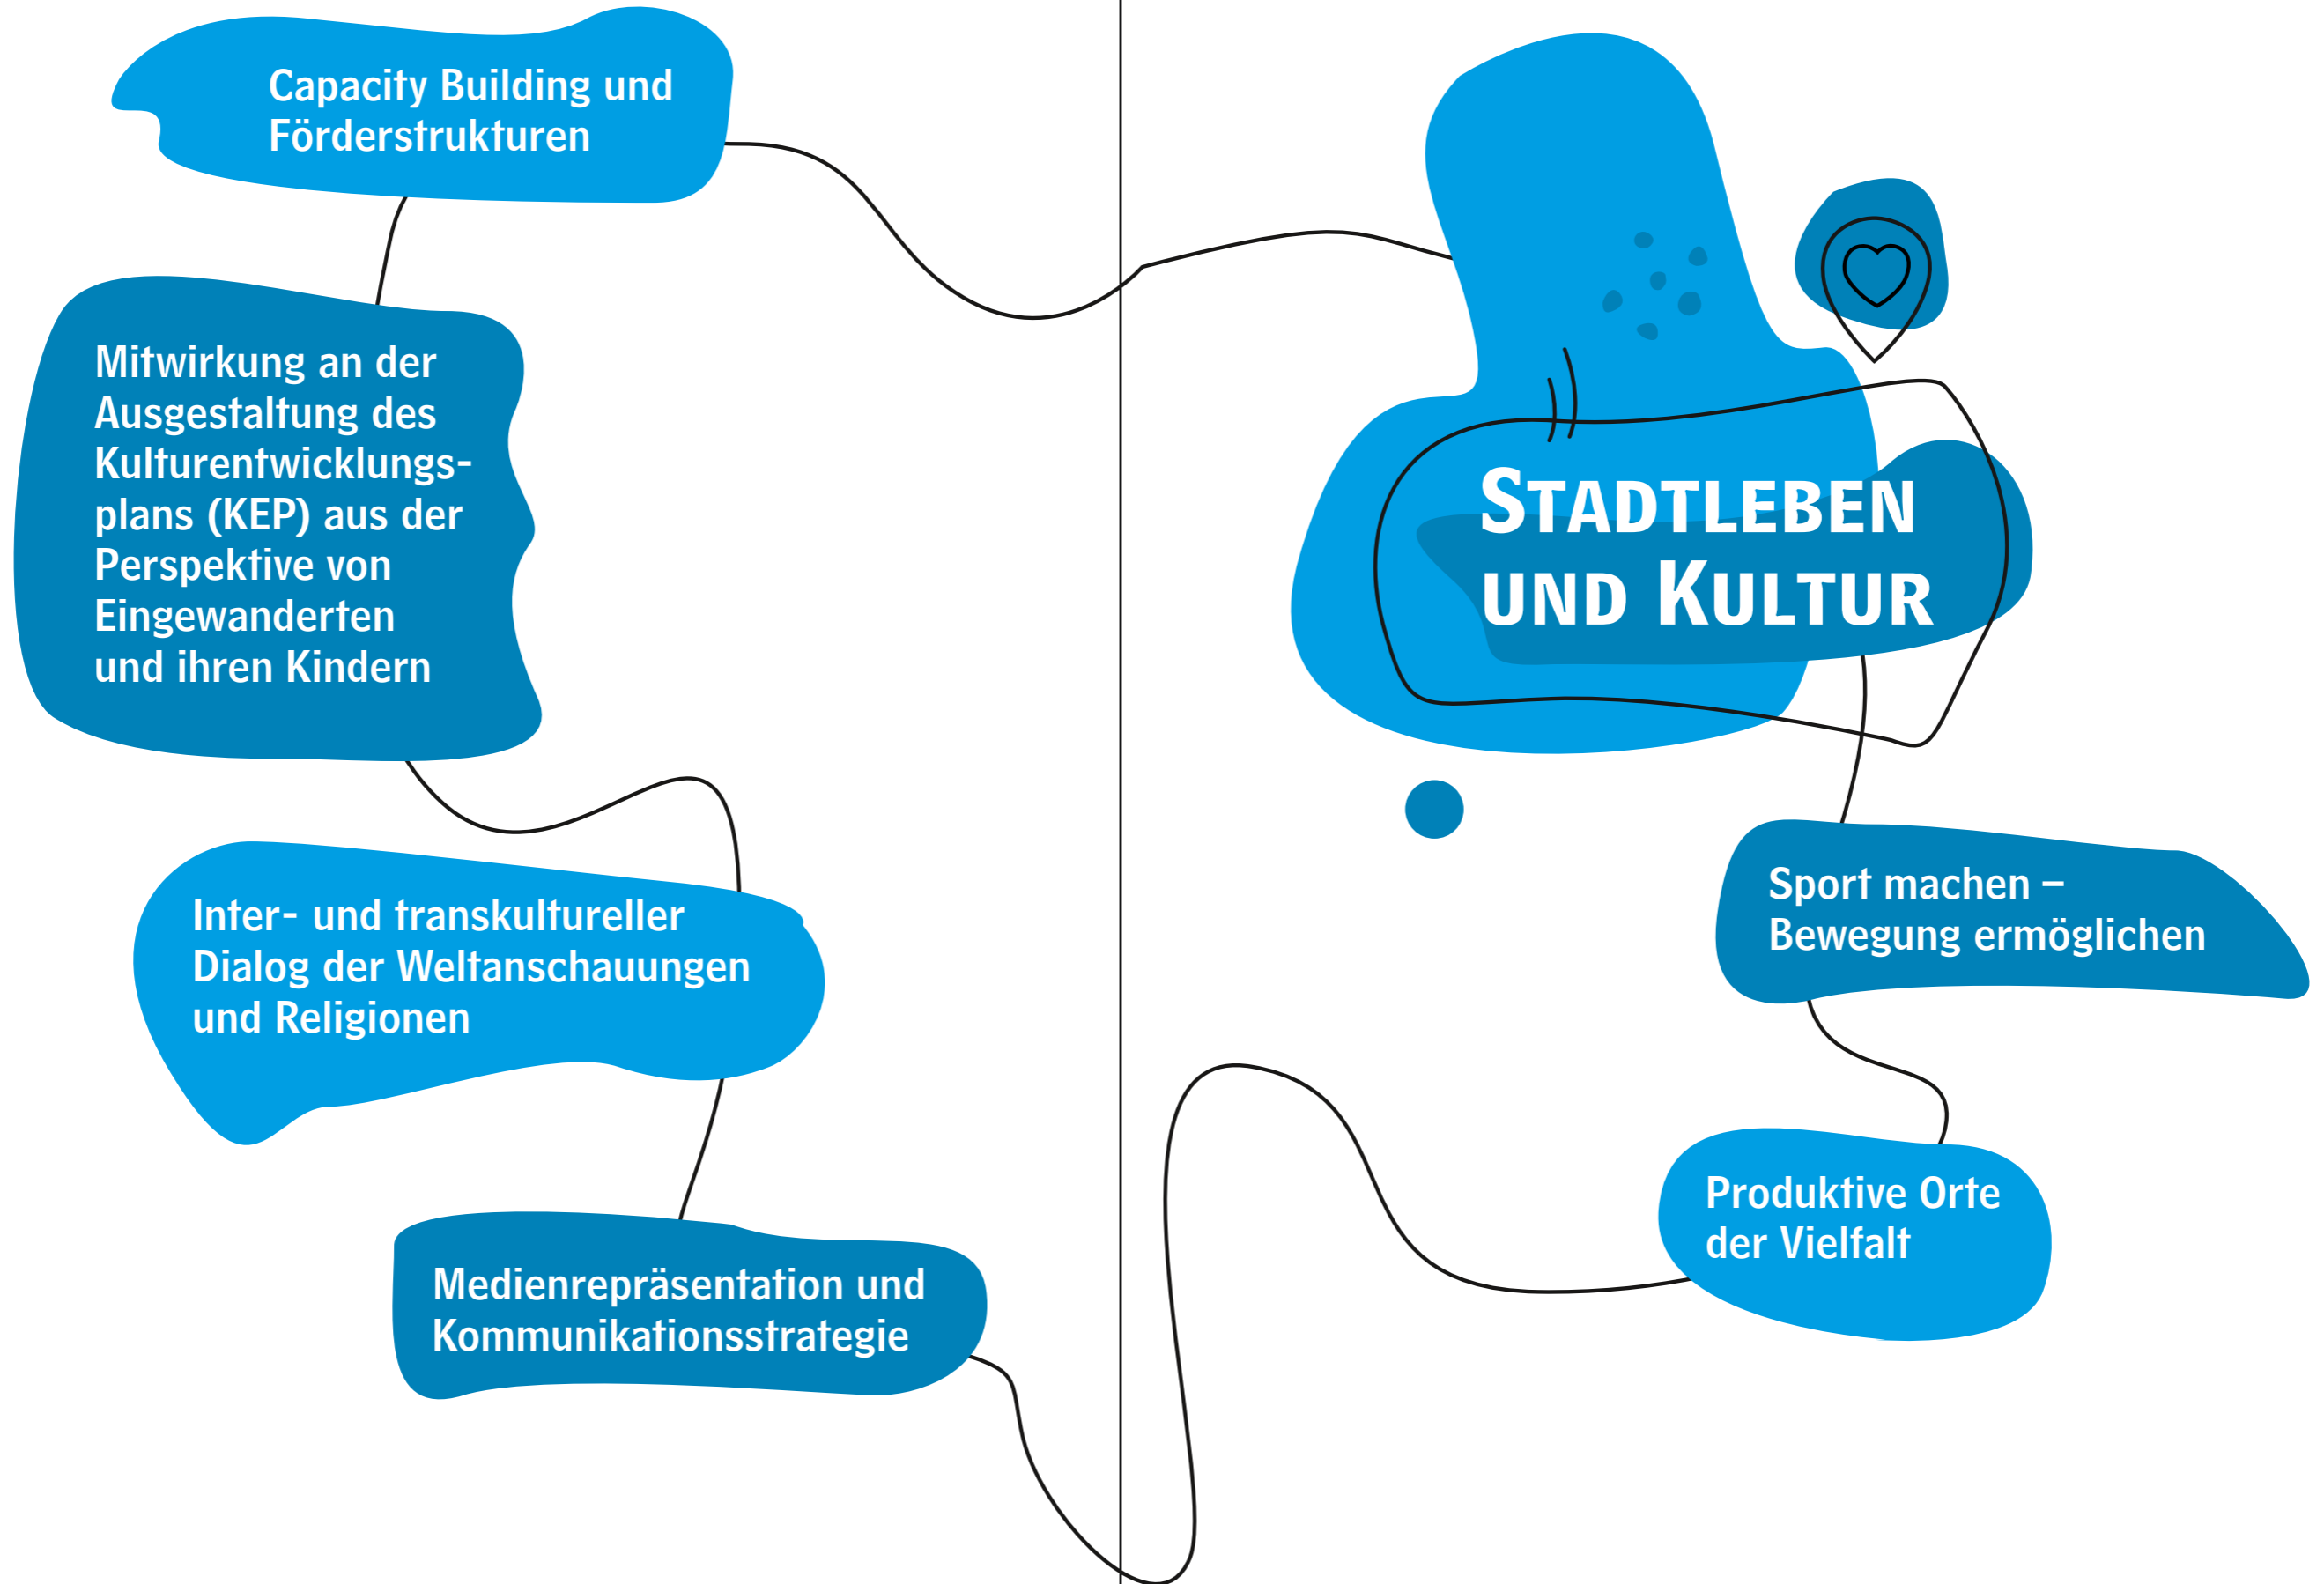 Capacity Building und
Förderstrukturen
Mitwirkung an der
Ausgestaltung des
Kulturentwicklungs-
plans (KEP) aus der
Perspektive von
Eingewanderten
und ihren Kindern
Inter- und transkultureller
Dialog der Weltanschauungen
und Religionen
Medienrepräsentation und
Kommunikationsstrategie
STADTLEBEN
UND KULTUR
Sport machen –
Bewegung ermöglichen
Produktive Orte
der Vielfalt